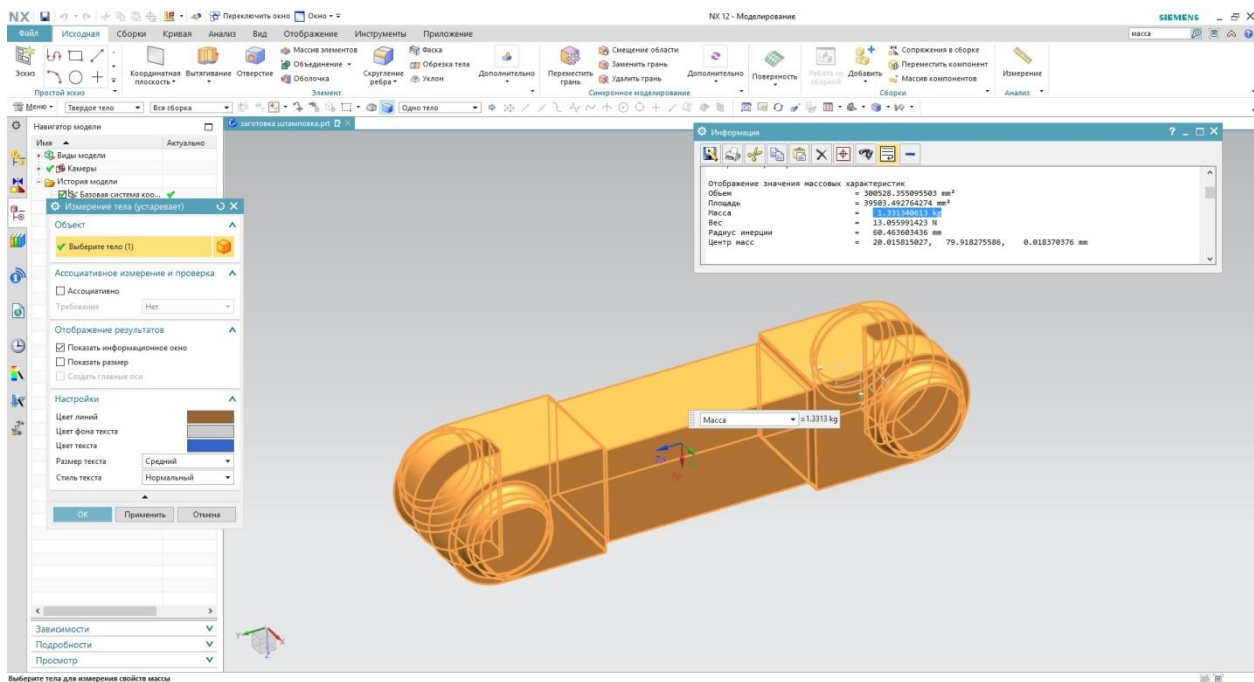 NX Переключить окно Окно NX 12 - Моделирование SIEMENS
Файл Исходная Сборки Кривая Анализ Вид Отображение Инструменты Приложение масса
Эскиз
Простой эскиз
Координатная плоскость
Вытягивание
Отверстие
Массив элементов
Объединение
Оболочка
Скругление ребра
Фаска
Обрезка тела
Уклон
Дополнительно
Элемент
Переместить грань
Смещение области
Заменить грань
Удалить грань
Дополнительно
Синхронное моделирование
Поверхность
Работа со сборкой
Добавить
Сопряжения в сборке
Переместить компонент
Массив компонентов
Сборки
Измерение
Анализ
Меню Твердое тело Вся сборка Одно тело
Навигатор модели
заготовка штамповка.prt
Имя Актуально
Виды модели
Камеры
История модели
Базовая система коо...
Измерение тела (устаревает)
Объект
Выберите тело (1)
Ассоциативное измерение и проверка
Ассоциативно
Требование Нет
Отображение результатов
Показать информационное окно
Показать размер
Создать главные оси
Настройки
Цвет линий
Цвет фона текста
Цвет текста
Размер текста Средний
Стиль текста Нормальный
ОК Применить Отмена
Зависимости
Подробности
Просмотр
Информация
Отображение значения массовых характеристик
Объем = 300528.355095503 mm³
Площадь = 39503.492764274 mm²
Масса = 1.331340613 kg
Вес = 13.055991423 N
Радиус инерции = 60.463603436 mm
Центр масс = 20.015815027, 79.918275586, 0.018370376 mm
Масса =1.3313 kg
Y X
Z
Выберите тела для измерения свойств массы